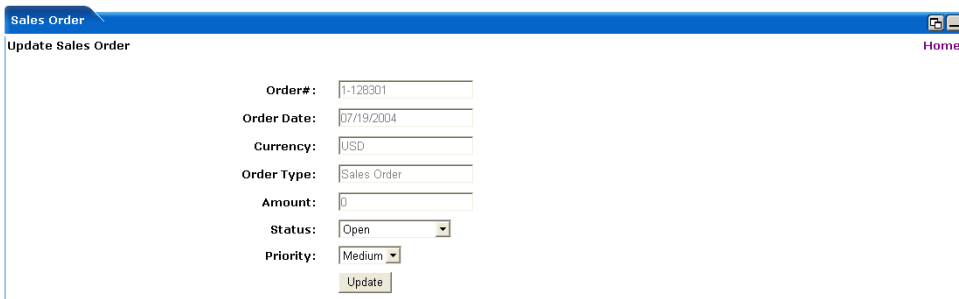 Sales Order
Update Sales Order
Home
Order#: 1-128301
Order Date: 07/19/2004
Currency: USD
Order Type: Sales Order
Amount: 0
Status: Open
Priority: Medium
Update